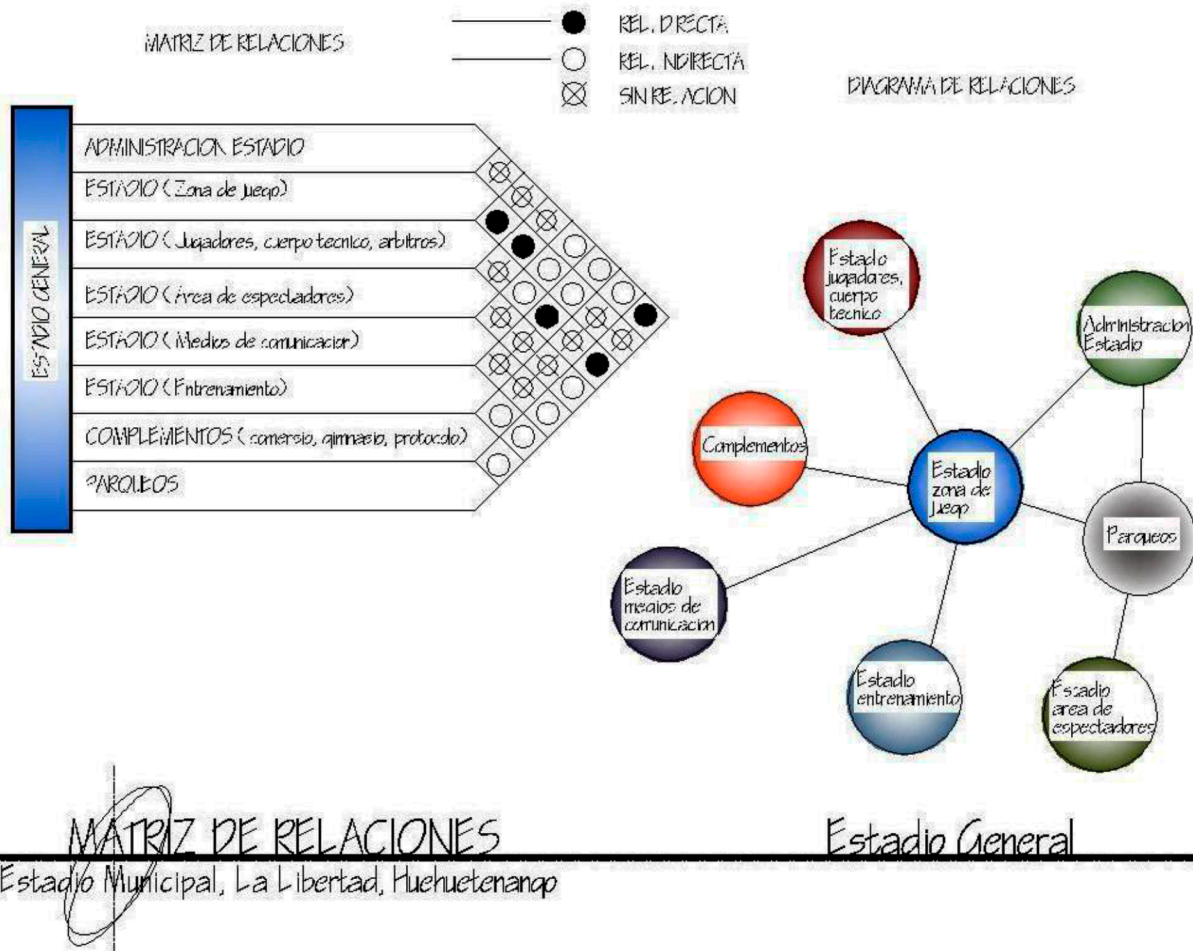 MATRIZ DE RELACIONES
REL. DIRECTA
REL. INDIRECTA
SIN RELACION
DIAGRAMA DE RELACIONES
ESTADIO GENERAL
ADMINISTRACION ESTADIO
ESTADIO (Zona de juego)
ESTADIO (Jugadores, cuerpo tecnico, arbitros)
ESTADIO (Area de espectadores)
ESTADIO (Medios de comunicacion)
ESTADIO (Entrenamiento)
COMPLEMENTOS (comersio, gimnasio, protocolo)
PARQUEOS
Estadio
jugadores,
cuerpo
tecnico
Administracion
Estadio
Complementos
Estadio
zona de
juego
Parqueos
Estadio
medios de
comunicacion
Estadio
entrenamiento
Estadio
area de
espectadores
MATRIZ DE RELACIONES
Estadio General
Estadio Municipal, La Libertad, Huehuetenango